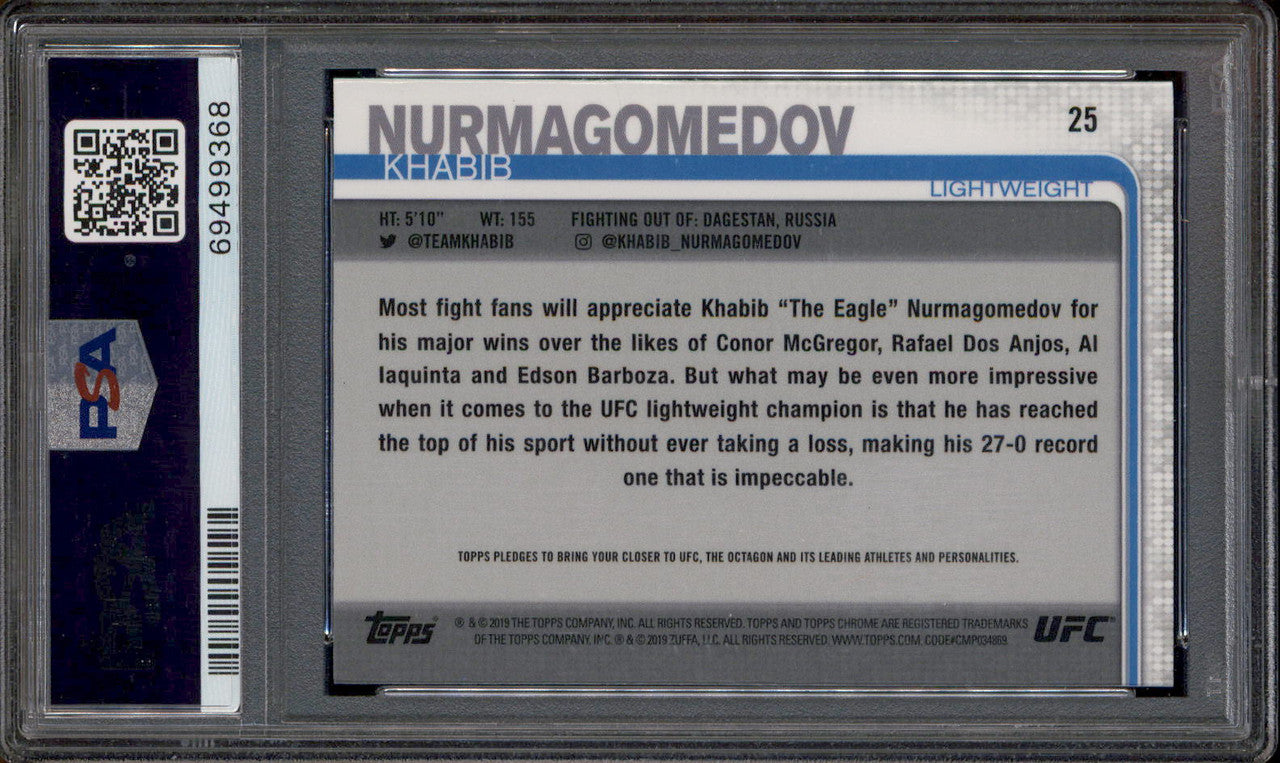 69499368
PSA
NURMAGOMEDOV
25
KHABIB
LIGHTWEIGHT
HT: 5'10" WT: 155 FIGHTING OUT OF: DAGESTAN, RUSSIA
@TEAMKHABIB @KHABIB_NURMAGOMEDOV
Most fight fans will appreciate Khabib “The Eagle” Nurmagomedov for
his major wins over the likes of Conor McGregor, Rafael Dos Anjos, Al
Iaquinta and Edson Barboza. But what may be even more impressive
when it comes to the UFC lightweight champion is that he has reached
the top of his sport without ever taking a loss, making his 27-0 record
one that is impeccable.
TOPPS PLEDGES TO BRING YOUR CLOSER TO UFC, THE OCTAGON AND ITS LEADING ATHLETES AND PERSONALITIES.
Topps
® & © 2019 THE TOPPS COMPANY, INC. ALL RIGHTS RESERVED. TOPPS AND TOPPS CHROME ARE REGISTERED TRADEMARKS
OF THE TOPPS COMPANY, INC. ® & © 2019 ZUFFA, LLC. ALL RIGHTS RESERVED. WWW.TOPPS.COM. CODE#CMP034869
UFC